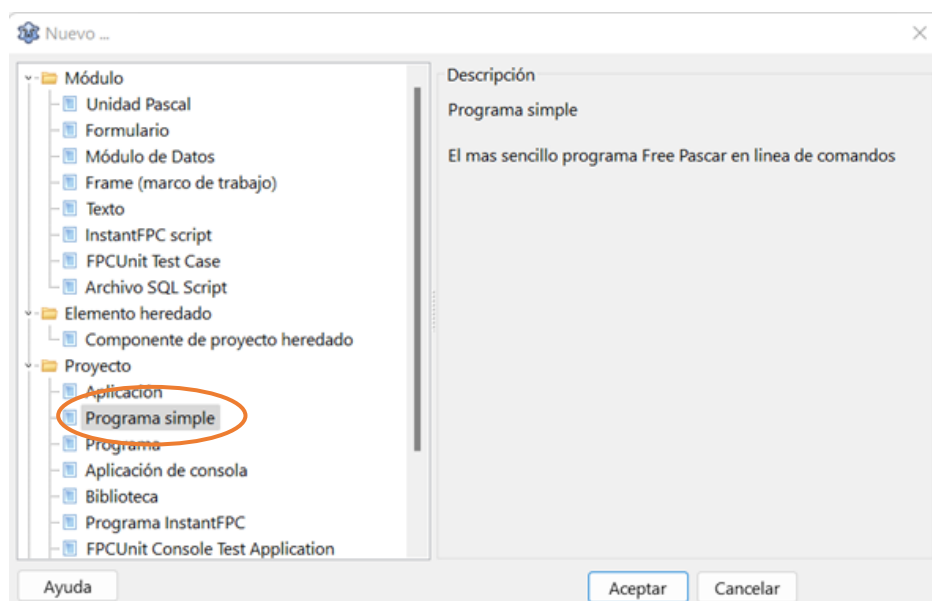 Nuevo ...
Módulo
Unidad Pascal
Formulario
Módulo de Datos
Frame (marco de trabajo)
Texto
InstantFPC script
FPCUnit Test Case
Archivo SQL Script
Elemento heredado
Componente de proyecto heredado
Proyecto
Aplicación
Programa simple
Programa
Aplicación de consola
Biblioteca
Programa InstantFPC
FPCUnit Console Test Application
Descripción
Programa simple
El mas sencillo programa Free Pascar en linea de comandos
Ayuda
Aceptar
Cancelar